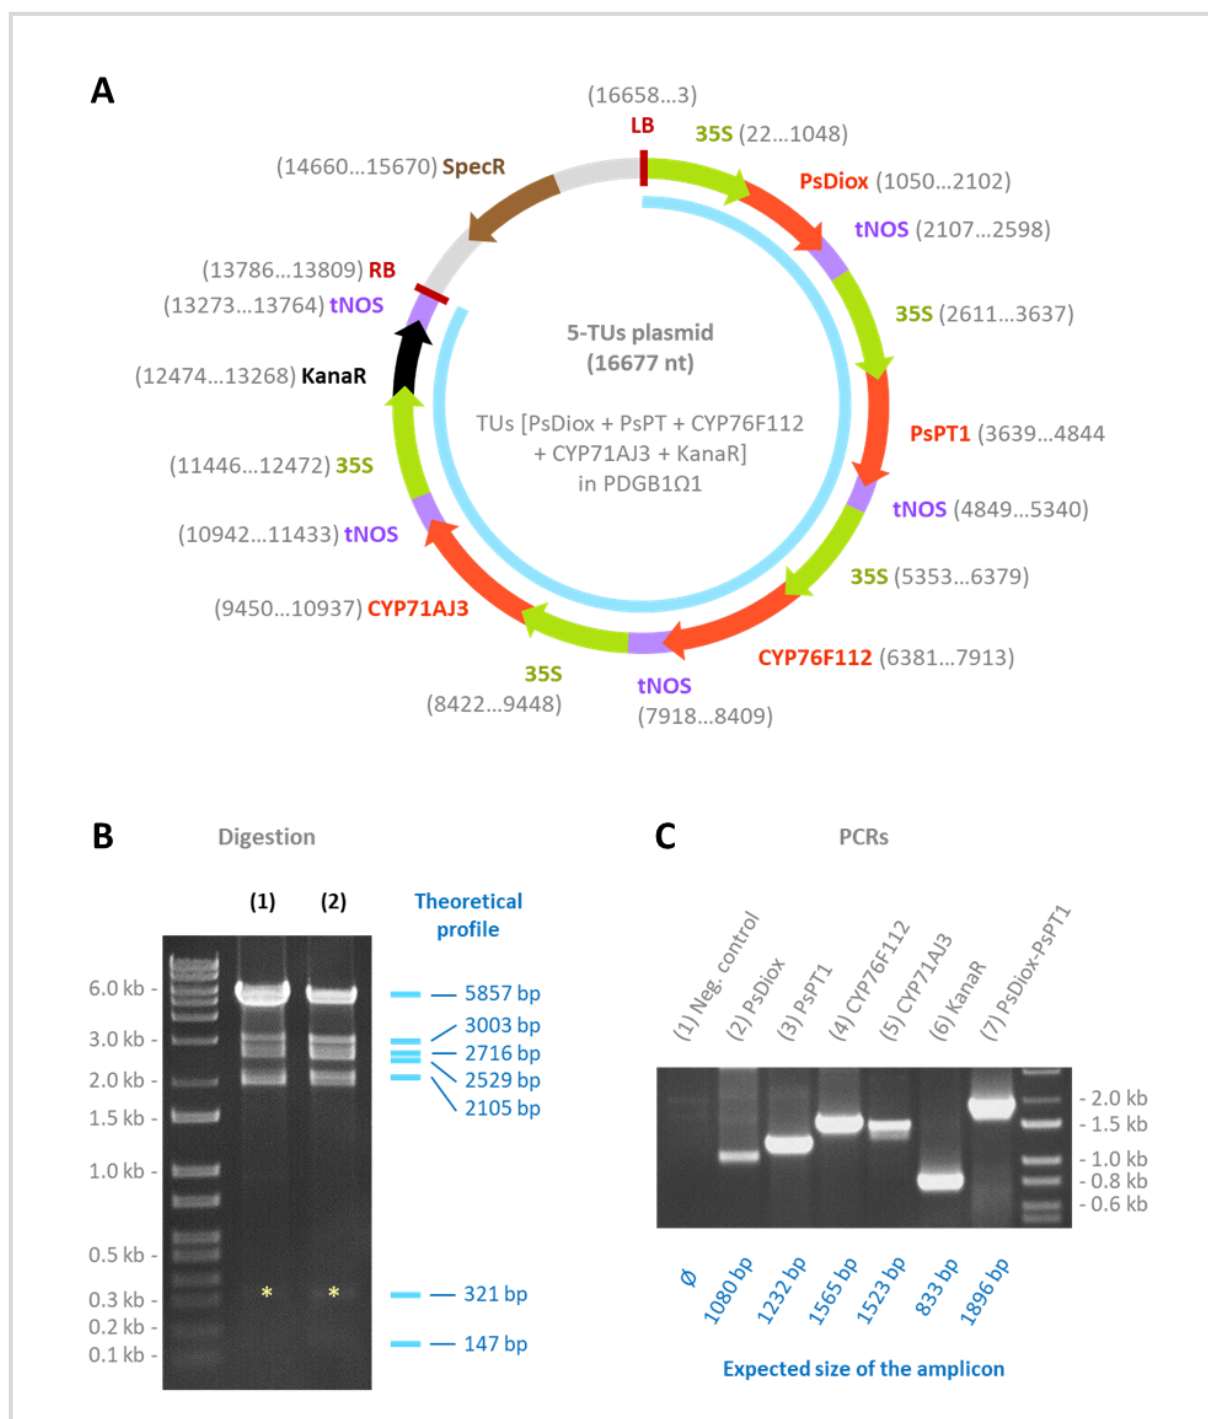 A
(16658...3)
LB
35S (22...1048)
(14660...15670) SpecR
PsDiox (1050...2102)
tNOS (2107...2598)
(13786...13809) RB
(13273...13764) tNOS
35S (2611...3637)
5-TUs plasmid
(16677 nt)
(12474...13268) KanaR
TUs [PsDiox + PsPT + CYP76F112
+ CYP71AJ3 + KanaR]
in PDGB1Ω1
PsPT1 (3639...4844
(11446...12472) 35S
tNOS (4849...5340)
(10942...11433) tNOS
35S (5353...6379)
(9450...10937) CYP71AJ3
CYP76F112 (6381...7913)
35S
(8422...9448)
tNOS
(7918...8409)
B
Digestion
(1)
(2)
Theoretical
profile
6.0 kb -
3.0 kb -
2.0 kb -
1.5 kb -
1.0 kb -
0.5 kb -
0.3 kb -
0.2 kb -
0.1 kb -
* *
5857 bp
3003 bp
2716 bp
2529 bp
2105 bp
321 bp
147 bp
C
PCRs
(1) Neg. control
(2) PsDiox
(3) PsPT1
(4) CYP76F112
(5) CYP71AJ3
(6) KanaR
(7) PsDiox-PsPT1
- 2.0 kb
- 1.5 kb
- 1.0 kb
- 0.8 kb
- 0.6 kb
Ø
1080 bp
1232 bp
1565 bp
1523 bp
833 bp
1896 bp
Expected size of the amplicon